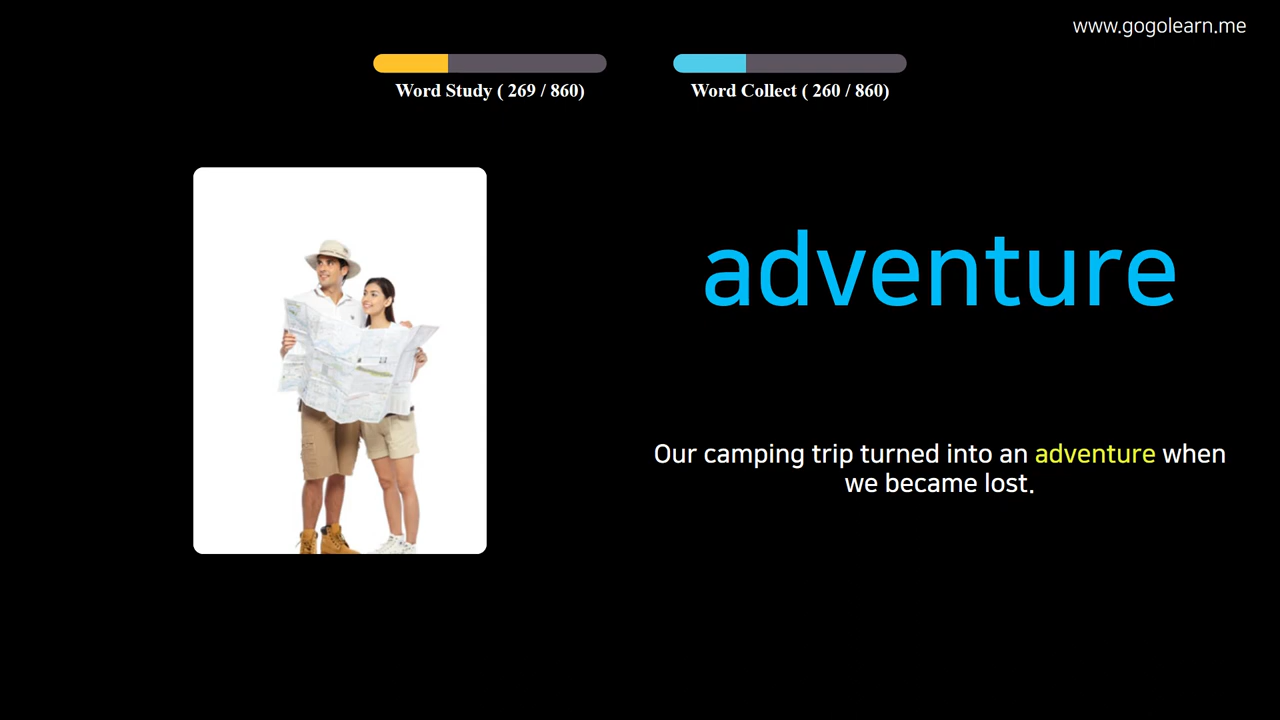 www.gogolearn.me
Word Study ( 269 / 860)
Word Collect ( 260 / 860)
adventure
Our camping trip turned into an adventure when
we became lost.